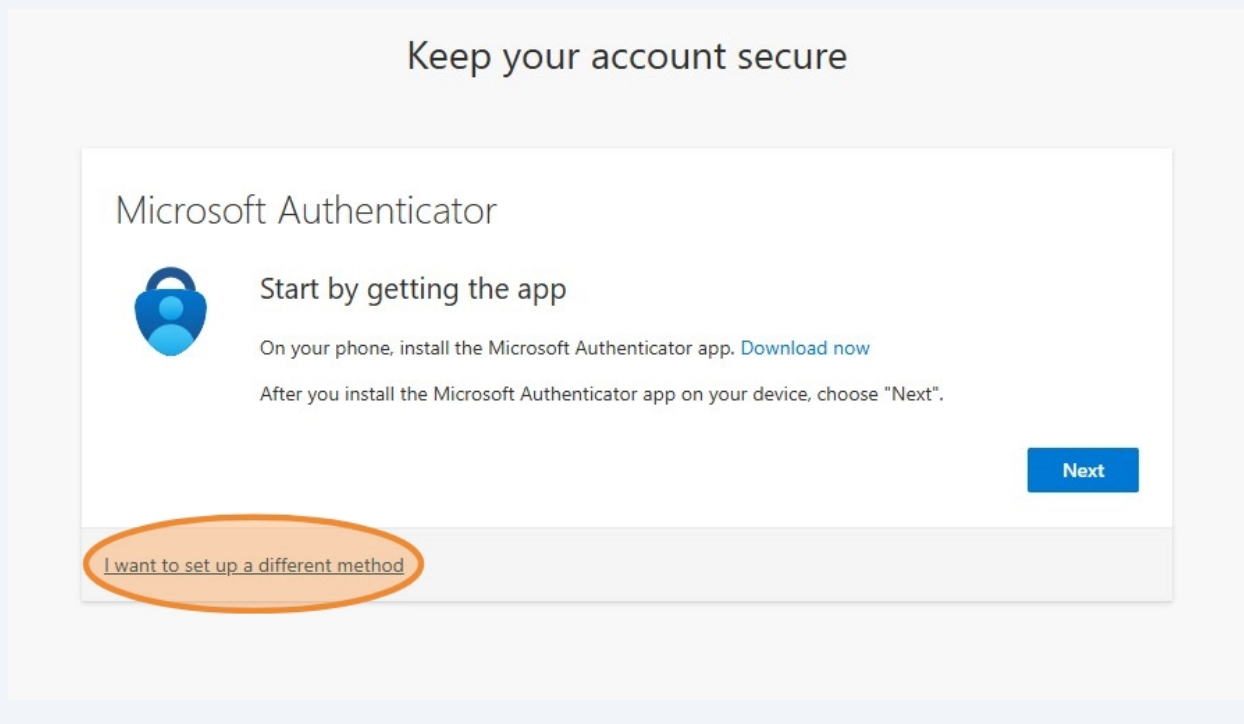 Keep your account secure
Microsoft Authenticator
Start by getting the app
On your phone, install the Microsoft Authenticator app. Download now
After you install the Microsoft Authenticator app on your device, choose "Next".
Next
I want to set up a different method